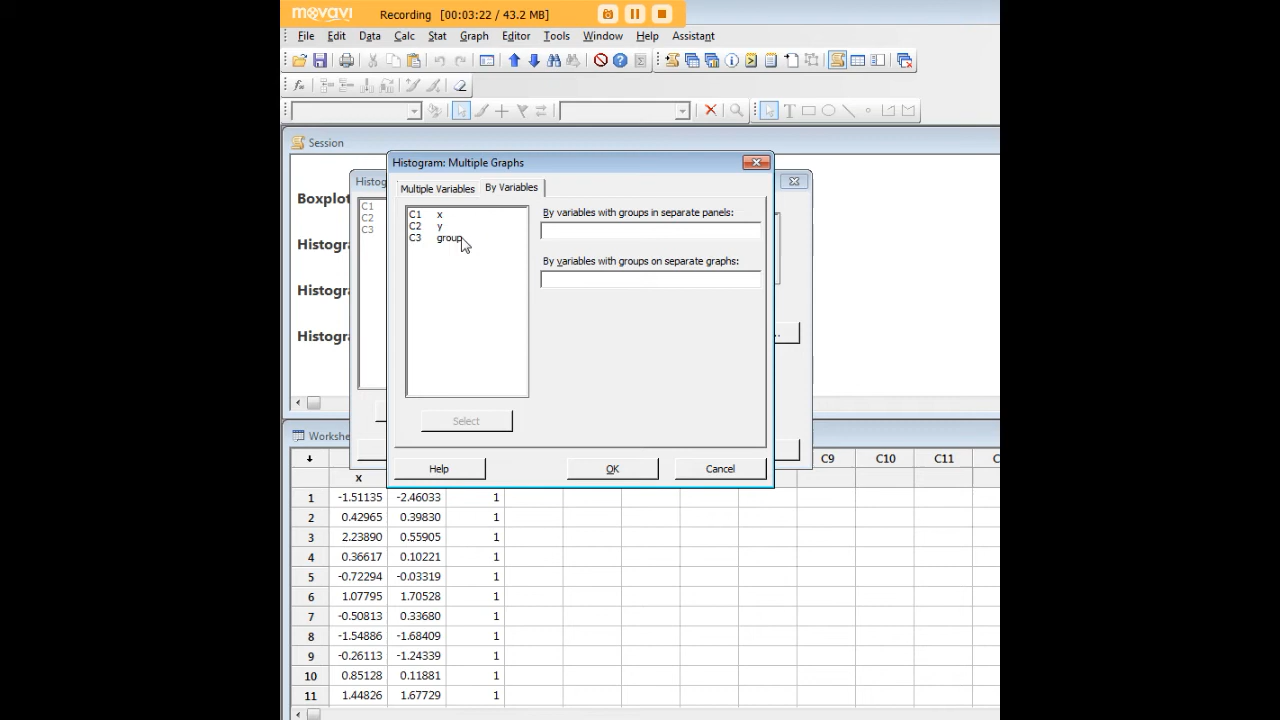 movavi Recording [00:03:22 / 43.2 MB]
File Edit Data Calc Stat Graph Editor Tools Window Help Assistant
Session
Histogram: Multiple Graphs
Histog
Multiple Variables By Variables
C1
C2
C3
C1 x
C2 y
C3 group
By variables with groups in separate panels:
By variables with groups on separate graphs:
Boxplot
Histogra
Histogra
Histogra
Select
Help OK Cancel
Workshe
C9 C10 C11 C
x
1 -1.51135 -2.46033 1
2 0.42965 0.39830 1
3 2.23890 0.55905 1
4 0.36617 0.10221 1
5 -0.72294 -0.03319 1
6 1.07795 1.70528 1
7 -0.50813 0.33680 1
8 -1.54886 -1.68409 1
9 -0.26113 -1.24339 1
10 0.85128 0.11881 1
11 1.44826 1.67729 1